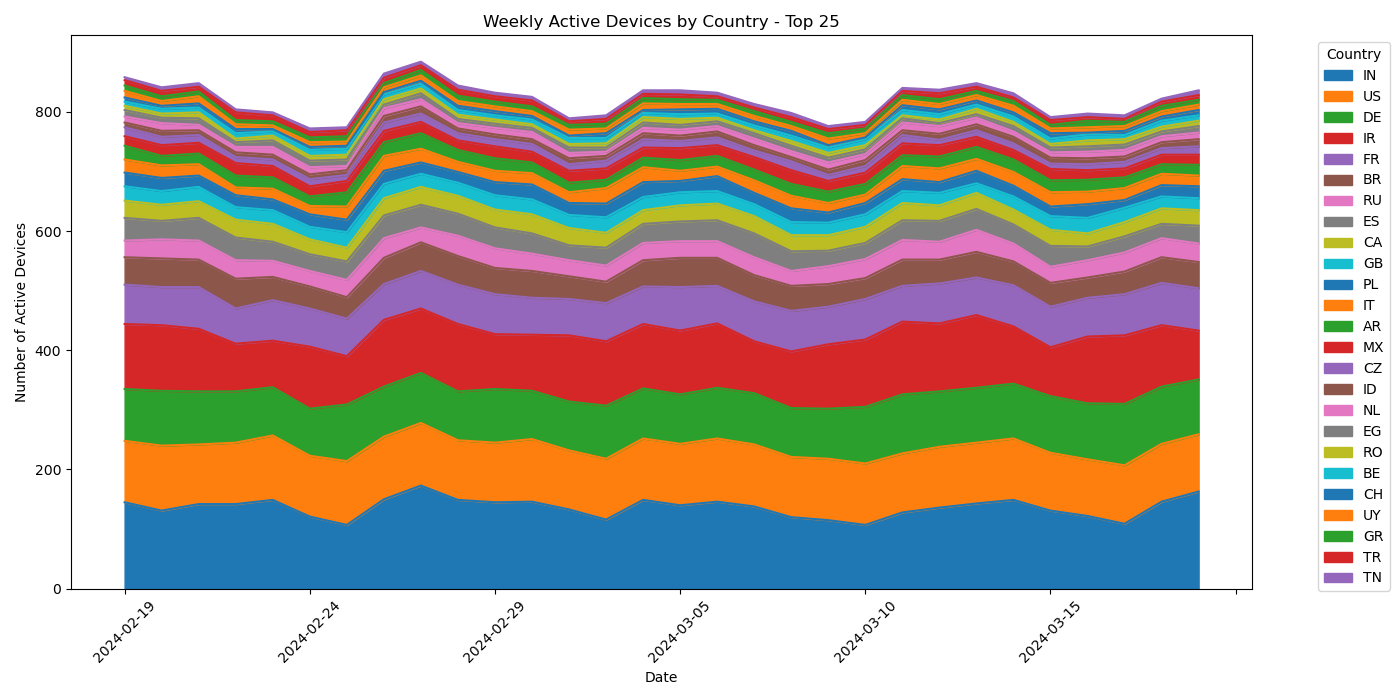 Weekly Active Devices by Country - Top 25
Number of Active Devices
800
600
400
200
0
2024-02-19
2024-02-24
2024-02-29
2024-03-05
2024-03-10
2024-03-15
Date
Country
IN
US
DE
IR
FR
BR
RU
ES
CA
GB
PL
IT
AR
MX
CZ
ID
NL
EG
RO
BE
CH
UY
GR
TR
TN